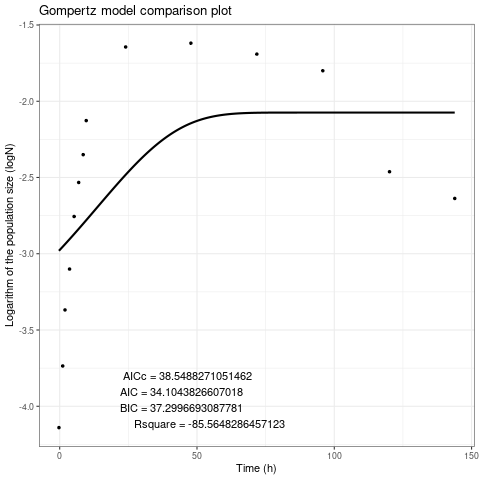 Gompertz model comparison plot
Logarithm of the population size (logN)
-1.5
-2.0
-2.5
-3.0
-3.5
-4.0
AICc = 38.5488271051462
AIC = 34.1043826607018
BIC = 37.2996693087781
Rsquare = -85.5648286457123
0 50 100 150
Time (h)